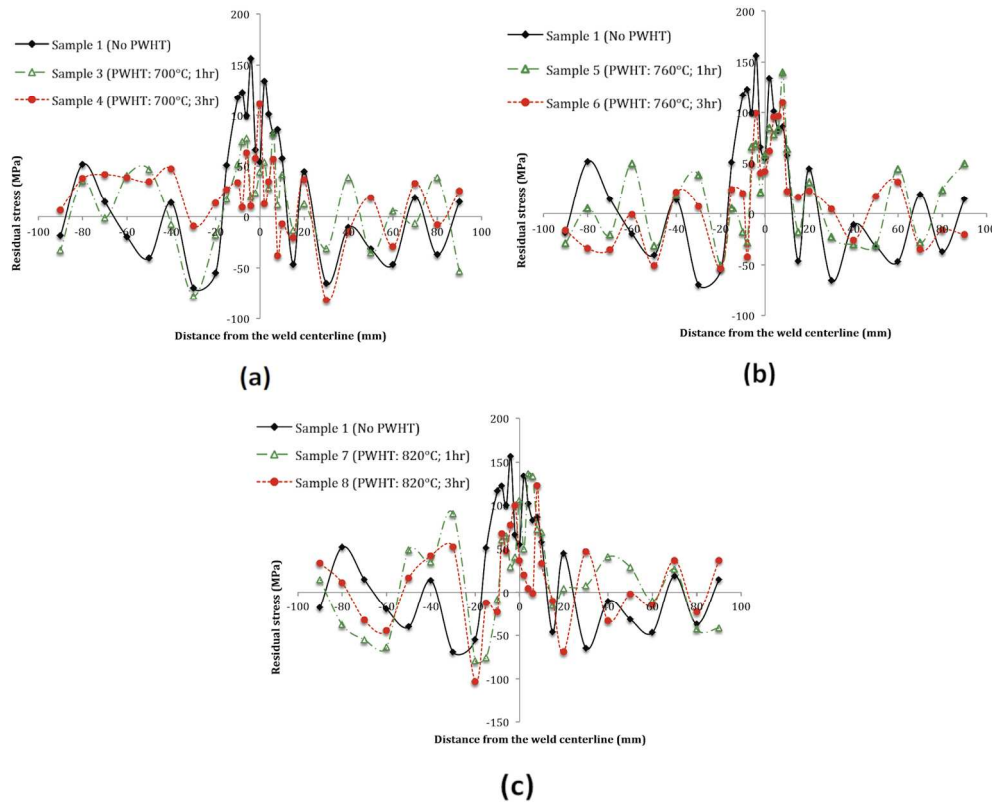 200
150
100
50
0
-50
-100
-100 -80 -60 -40 -20 0 20 40 60 80 100
Residual stress (MPa)
Sample 1 (No PWHT)
Sample 3 (PWHT: 700°C; 1hr)
Sample 4 (PWHT: 700°C, 3hr)
Distance from the weld centerline (mm)
(a)
200
150
100
50
0
-50
-100
-100 -80 -60 -40 -20 0 20 40 60 80 100
Residual stress (MPa)
Sample 1 (No PWHT)
Sample 5 (PWHT: 760°C, 1hr)
Sample 6 (PWHT: 760°C, 3hr)
Distance from the weld centerline (mm)
(b)
200
150
100
50
0
-50
-100
-150
-100 -80 -60 -40 -20 0 20 40 60 80 100
Residual stress (MPa)
Sample 1 (No PWHT)
Sample 7 (PWHT: 820°C; 1hr)
Sample 8 (PWHT: 820°C, 3hr)
Distance from the weld centerline (mm)
(c)